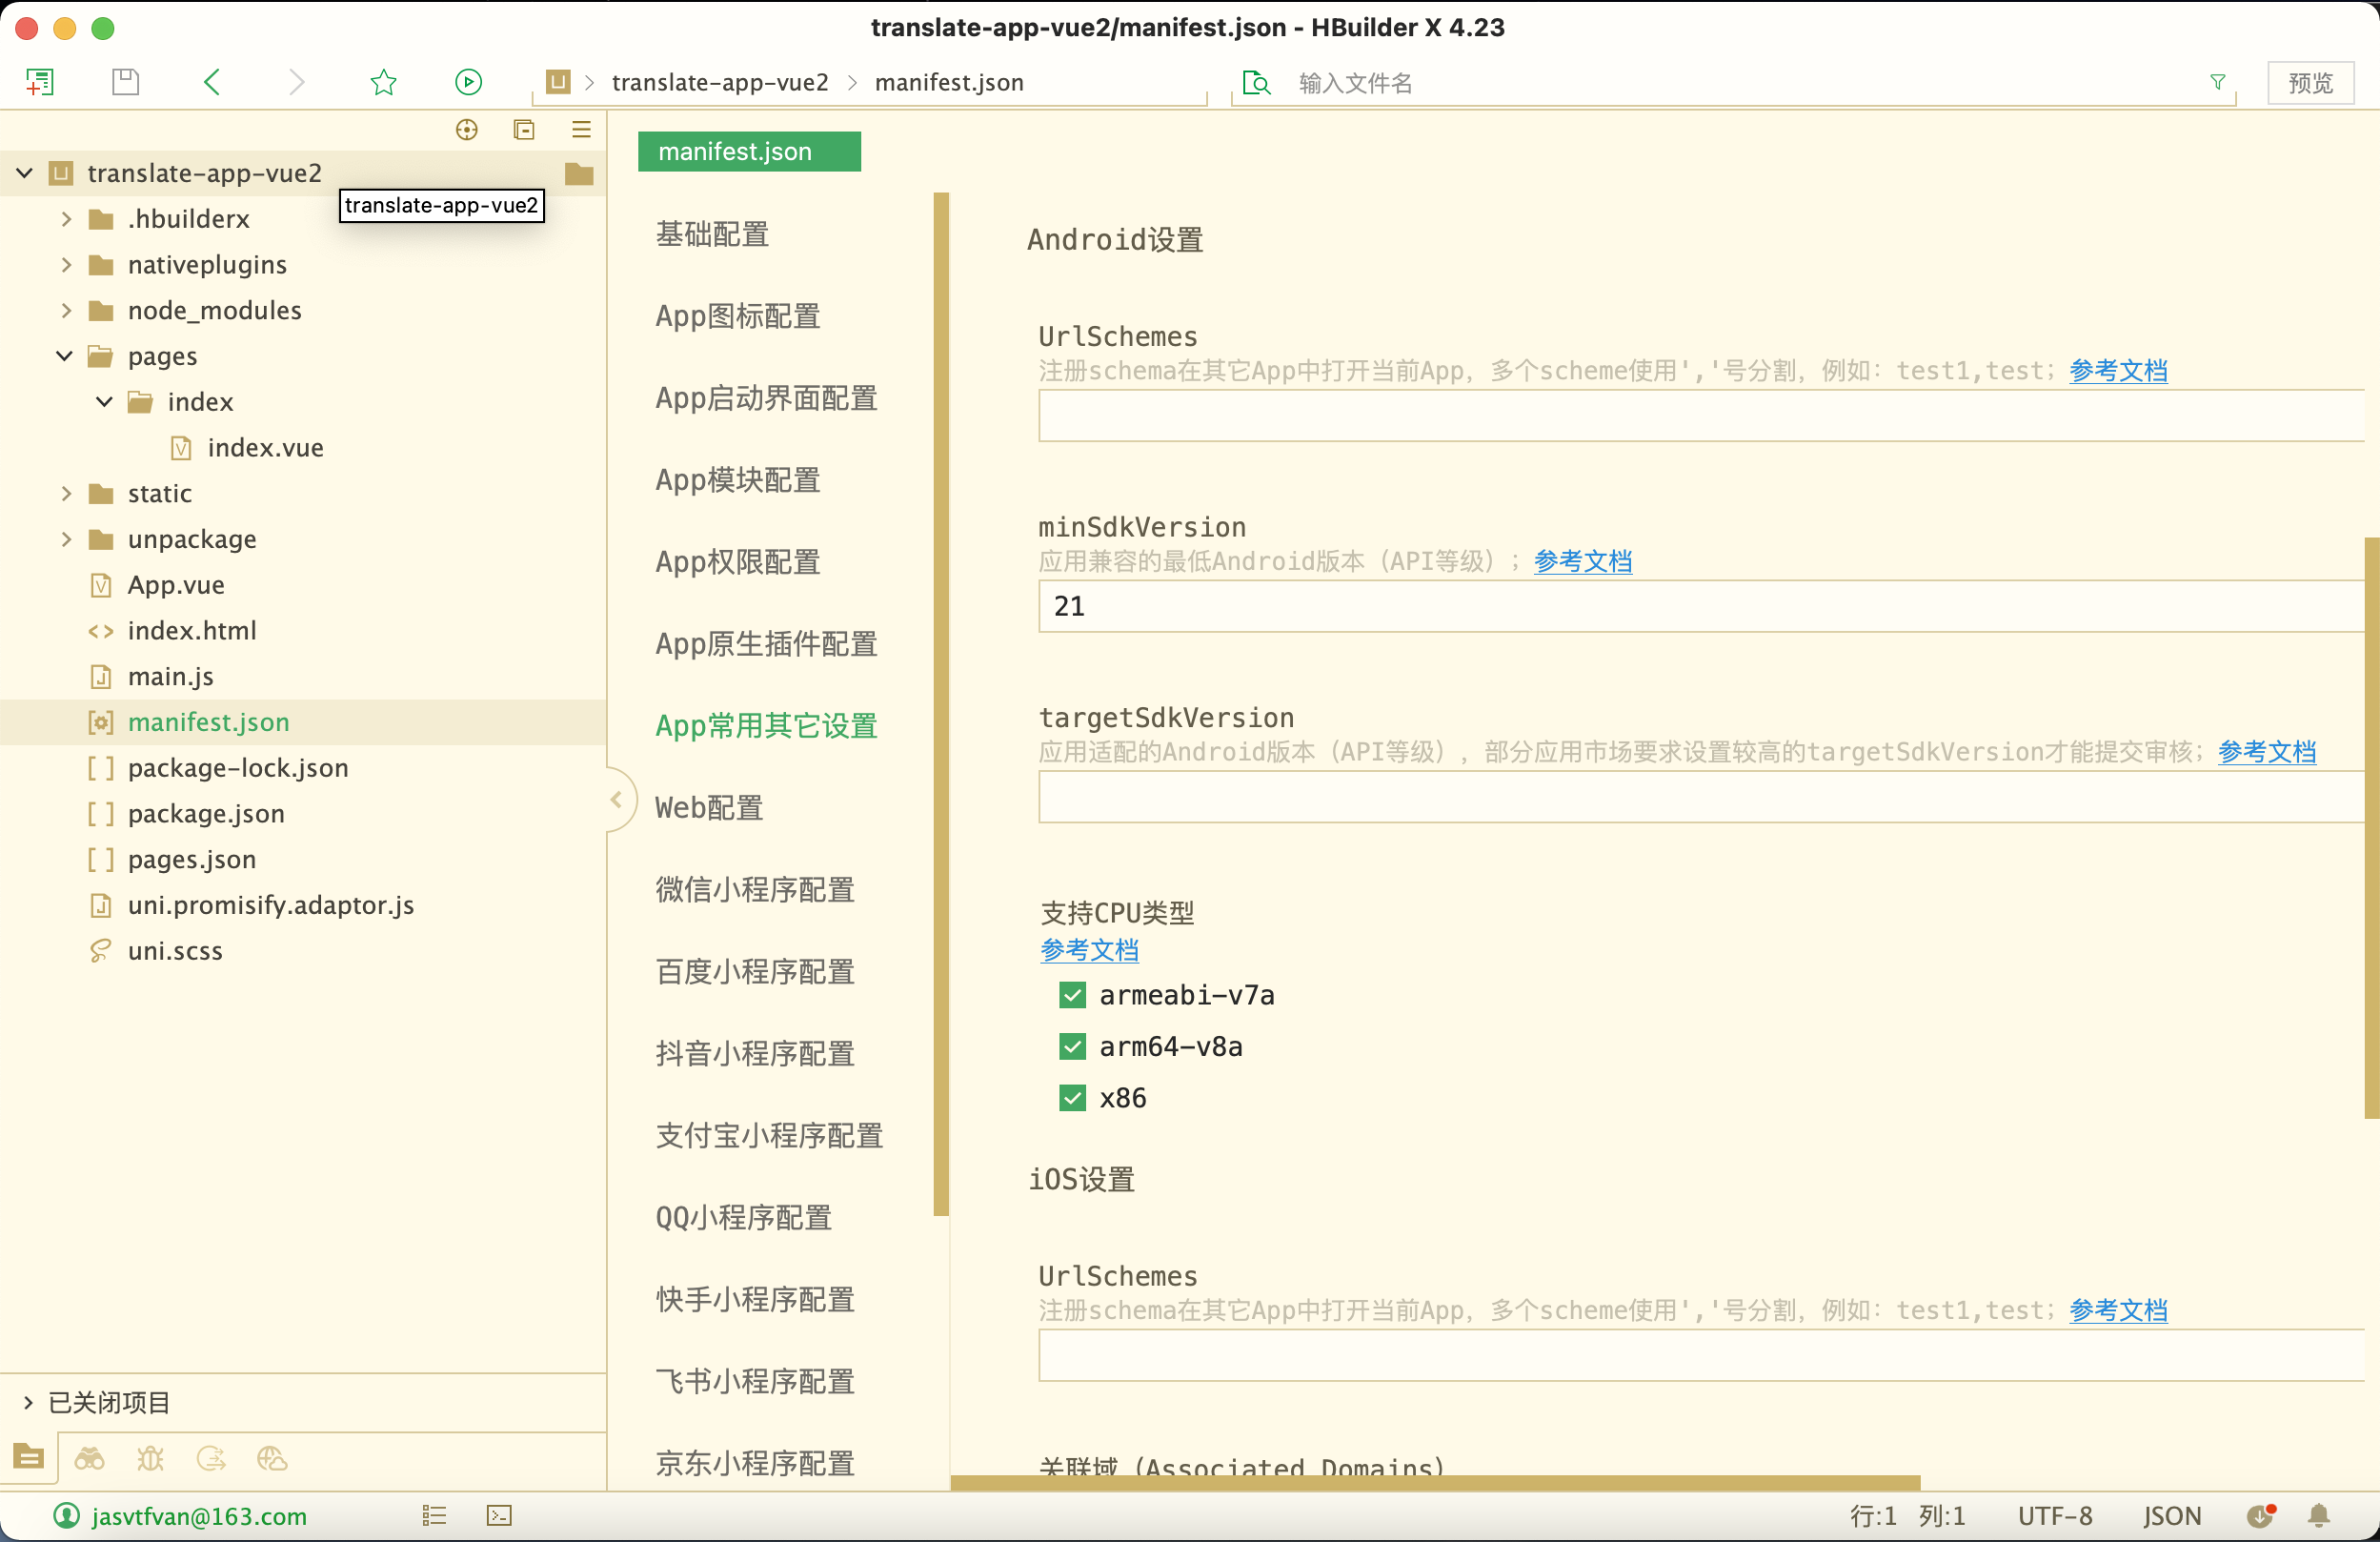 translate-app-vue2/manifest.json - HBuilder X 4.23
translate-app-vue2
manifest.json
输入文件名
预览
translate-app-vue2
translate-app-vue2
.hbuilderx
nativeplugins
node_modules
pages
index
index.vue
static
unpackage
App.vue
index.html
main.js
manifest.json
package-lock.json
package.json
pages.json
uni.promisify.adaptor.js
uni.scss
已关闭项目
manifest.json
基础配置
App图标配置
App启动界面配置
App模块配置
App权限配置
App原生插件配置
App常用其它设置
Web配置
微信小程序配置
百度小程序配置
抖音小程序配置
支付宝小程序配置
QQ小程序配置
快手小程序配置
飞书小程序配置
京东小程序配置
Android设置
UrlSchemes
注册schema在其它App中打开当前App，多个scheme使用','号分割，例如：test1,test；参考文档
minSdkVersion
应用兼容的最低Android版本（API等级）；参考文档
21
targetSdkVersion
应用适配的Android版本（API等级），部分应用市场要求设置较高的targetSdkVersion才能提交审核；参考文档
支持CPU类型
参考文档
armeabi-v7a
arm64-v8a
x86
iOS设置
UrlSchemes
注册schema在其它App中打开当前App，多个scheme使用','号分割，例如：test1,test；参考文档
关联域（Associated Domains）
jasvtfvan@163.com
行:1 列:1
UTF-8
JSON